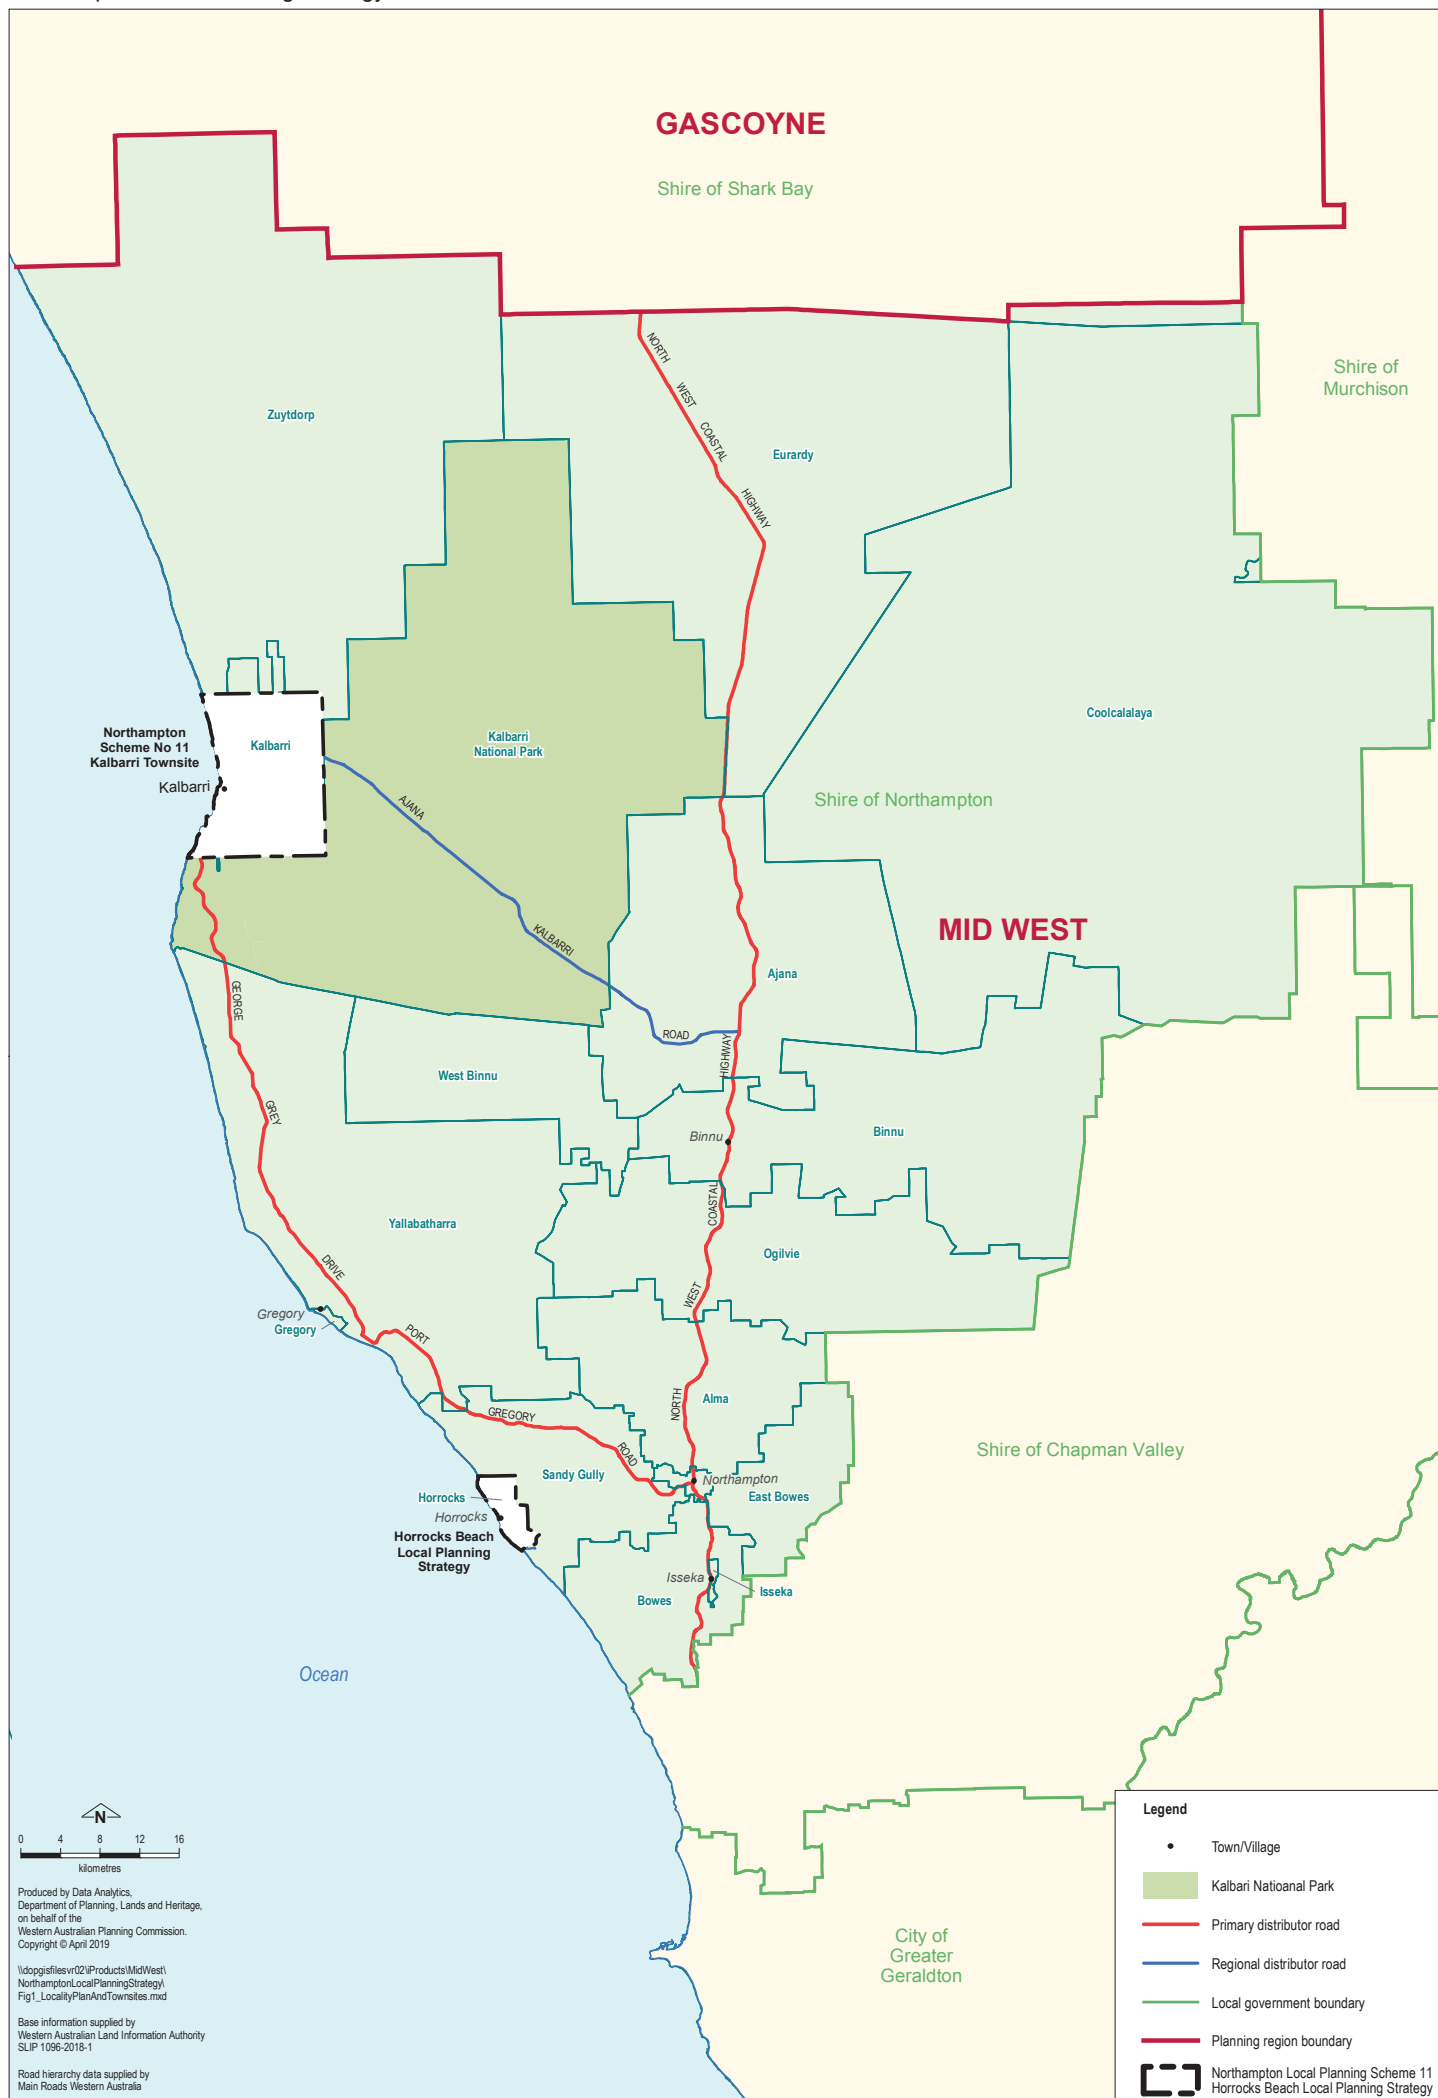 GASCOYNE
Shire of Shark Bay
Shire of
Murchison
NORTH
WEST
COASTAL
HIGHWAY
Zuytdorp
Eurardy
Coolcalalaya
Northampton
Scheme No 11
Kalbarri Townsite
Kalbarri
Kalbarri
Kalbarri
National Park
AJANA
KALBARRI
ROAD
Shire of Northampton
MID WEST
Ajana
HIGHWAY
GEORGE
GREY
DRIVE
West Binnu
Binnu
Binnu
COASTAL
Yallabatharra
Ogilvie
WEST
Gregory
Gregory
PORT
GREGORY
ROAD
NORTH
Alma
Shire of Chapman Valley
Sandy Gully
Northampton
East Bowes
Horrocks
Horrocks
Horrocks Beach
Local Planning
Strategy
Isseka
Isseka
Bowes
Ocean
City of
Greater
Geraldton
N
0 4 8 12 16
kilometres
Produced by Data Analytics,
Department of Planning, Lands and Heritage,
on behalf of the
Western Australian Planning Commission.
Copyright © April 2019
\\dopgisfilesvr02\iProducts\MidWest\
NorthamptonLocalPlanningStrategy\
Fig1_LocalityPlanAndTownsites.mxd
Base information supplied by
Western Australian Land Information Authority
SLIP 1096-2018-1
Road hierarchy data supplied by
Main Roads Western Australia
Legend
Town/Village
Kalbari Natioanal Park
Primary distributor road
Regional distributor road
Local government boundary
Planning region boundary
Northampton Local Planning Scheme 11
Horrocks Beach Local Planning Strategy